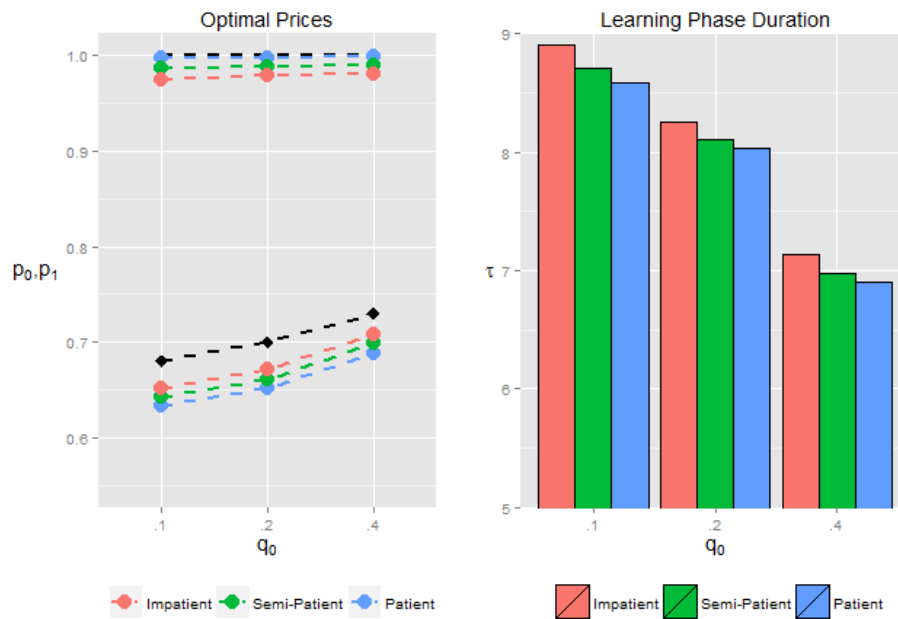 Optimal Prices
1.0
0.9
0.8
p₀,p₁
0.7
0.6
.1 .2 .4
q₀
Impatient Semi-Patient Patient
Learning Phase Duration
9
8
τ 7
6
5
.1 .2 .4
q₀
Impatient Semi-Patient Patient